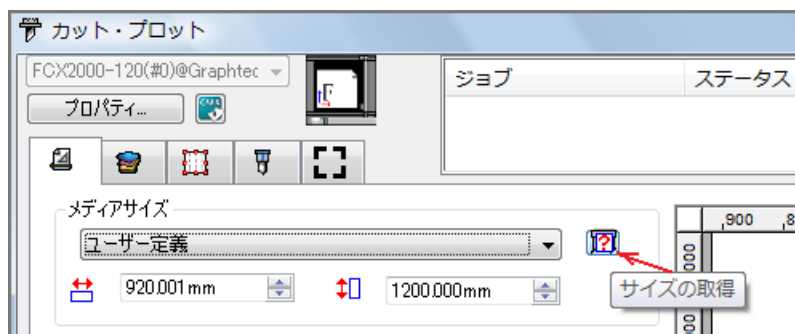 カット・プロット
FCX2000-120(#0)@Graphtec
プロパティ...
ジョブ
ステータス
メディアサイズ
ユーザー定義
920.001 mm
1200.000mm
サイズの取得
900